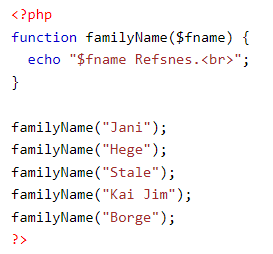 <?php
function familyName($fname) {
  echo "$fname Refsnes.<br>";
}

familyName("Jani");
familyName("Hege");
familyName("Stale");
familyName("Kai Jim");
familyName("Borge");
?>